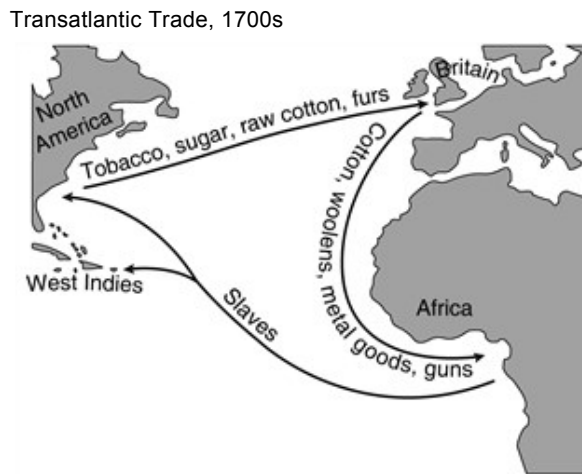 Transatlantic Trade, 1700s
North
America
Britain
Tobacco, sugar, raw cotton, furs
Cotton, woolens, metal goods, guns
West Indies
Slaves
Africa